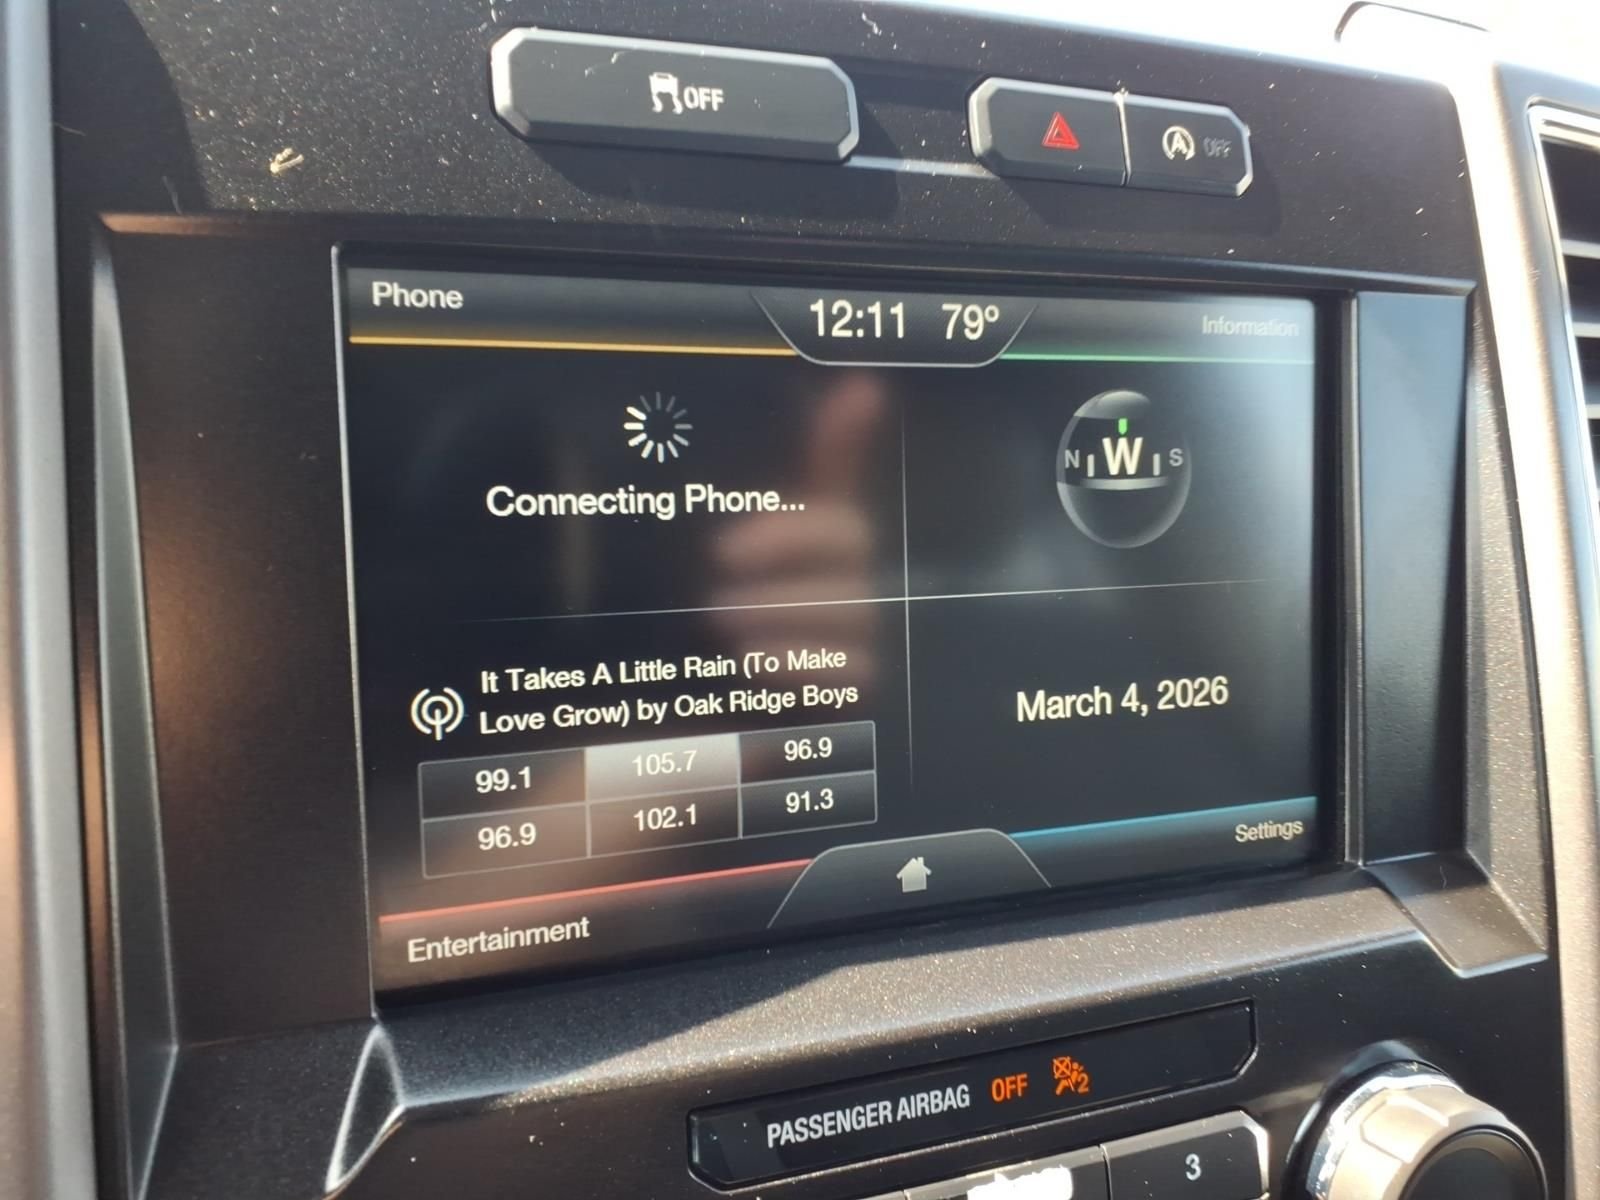 OFF
A OFF
Phone
12:11 79°
Information
Connecting Phone...
N W S
It Takes A Little Rain (To Make
Love Grow) by Oak Ridge Boys
99.1 105.7 96.9
96.9 102.1 91.3
March 4, 2026
Settings
Entertainment
PASSENGER AIRBAG OFF 2
3